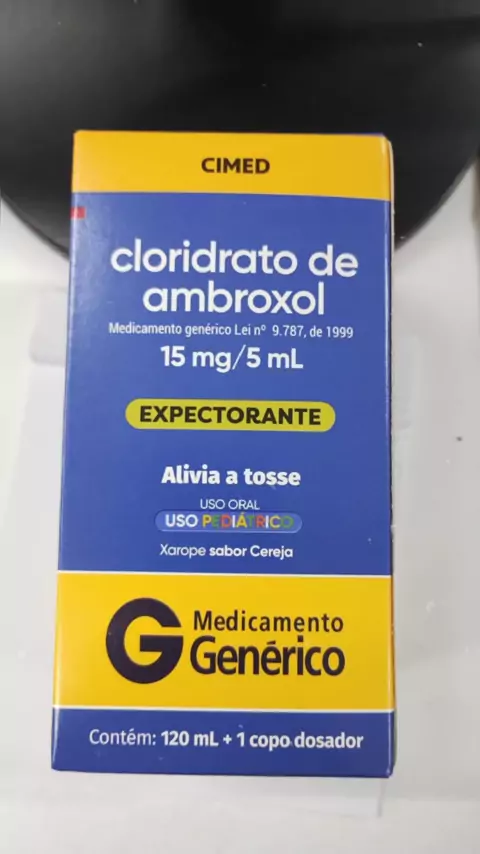 CIMED
cloridrato de
ambroxol
Medicamento genérico Lei nº 9.787, de 1999
15 mg/5 mL
EXPECTORANTE
Alivia a tosse
USO ORAL
USO PEDIÁTRICO
Xarope sabor Cereja
G Medicamento
Genérico
Contém: 120 mL + 1 copo dosador